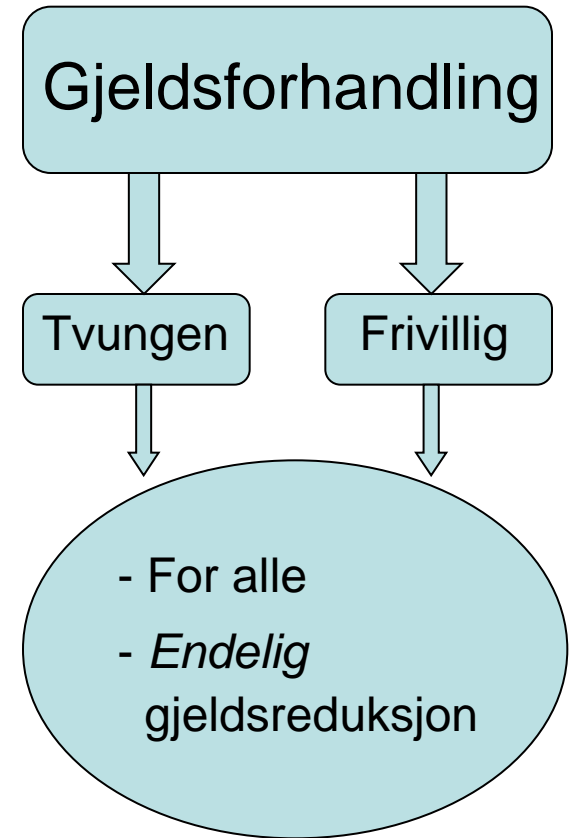 Gjeldsforhandling
Tvungen
Frivillig
- For alle
- Endelig
gjeldsreduksjon